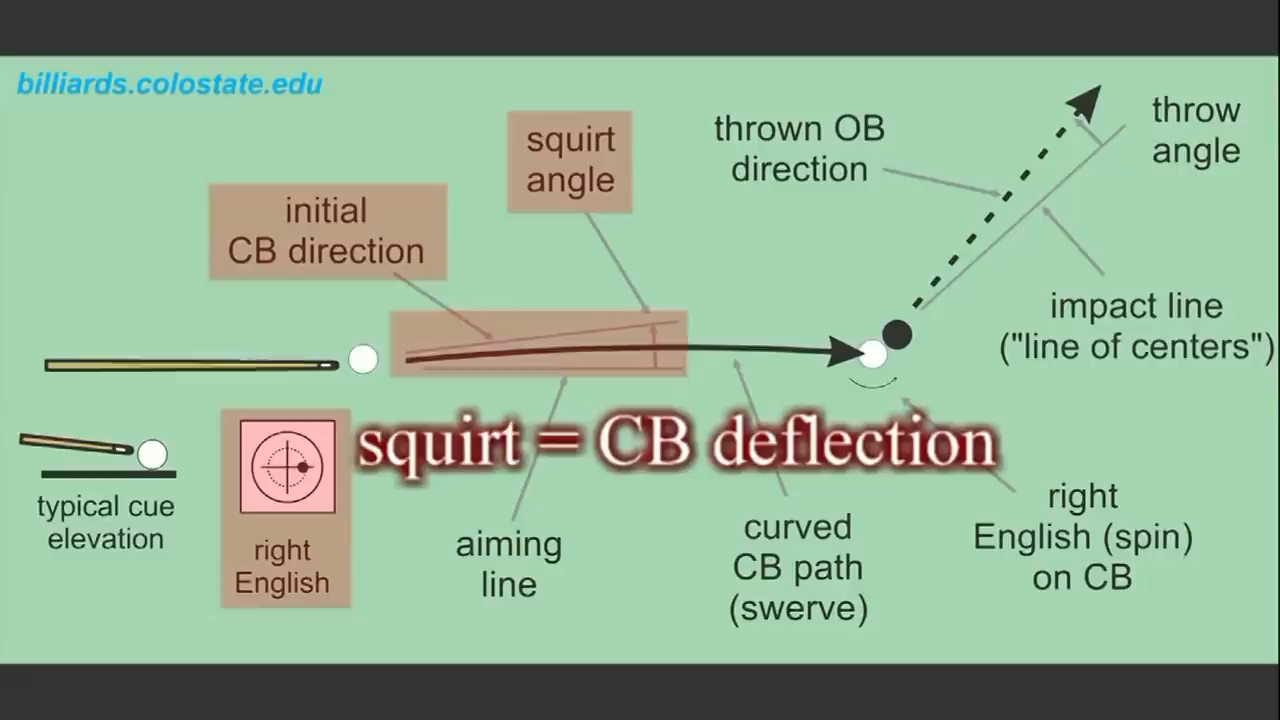 billiards.colostate.edu
squirt
angle
thrown OB
direction
throw
angle
initial
CB direction
impact line
("line of centers")
squirt = CB deflection
typical cue
elevation
right
English
aiming
line
curved
CB path
(swerve)
right
English (spin)
on CB